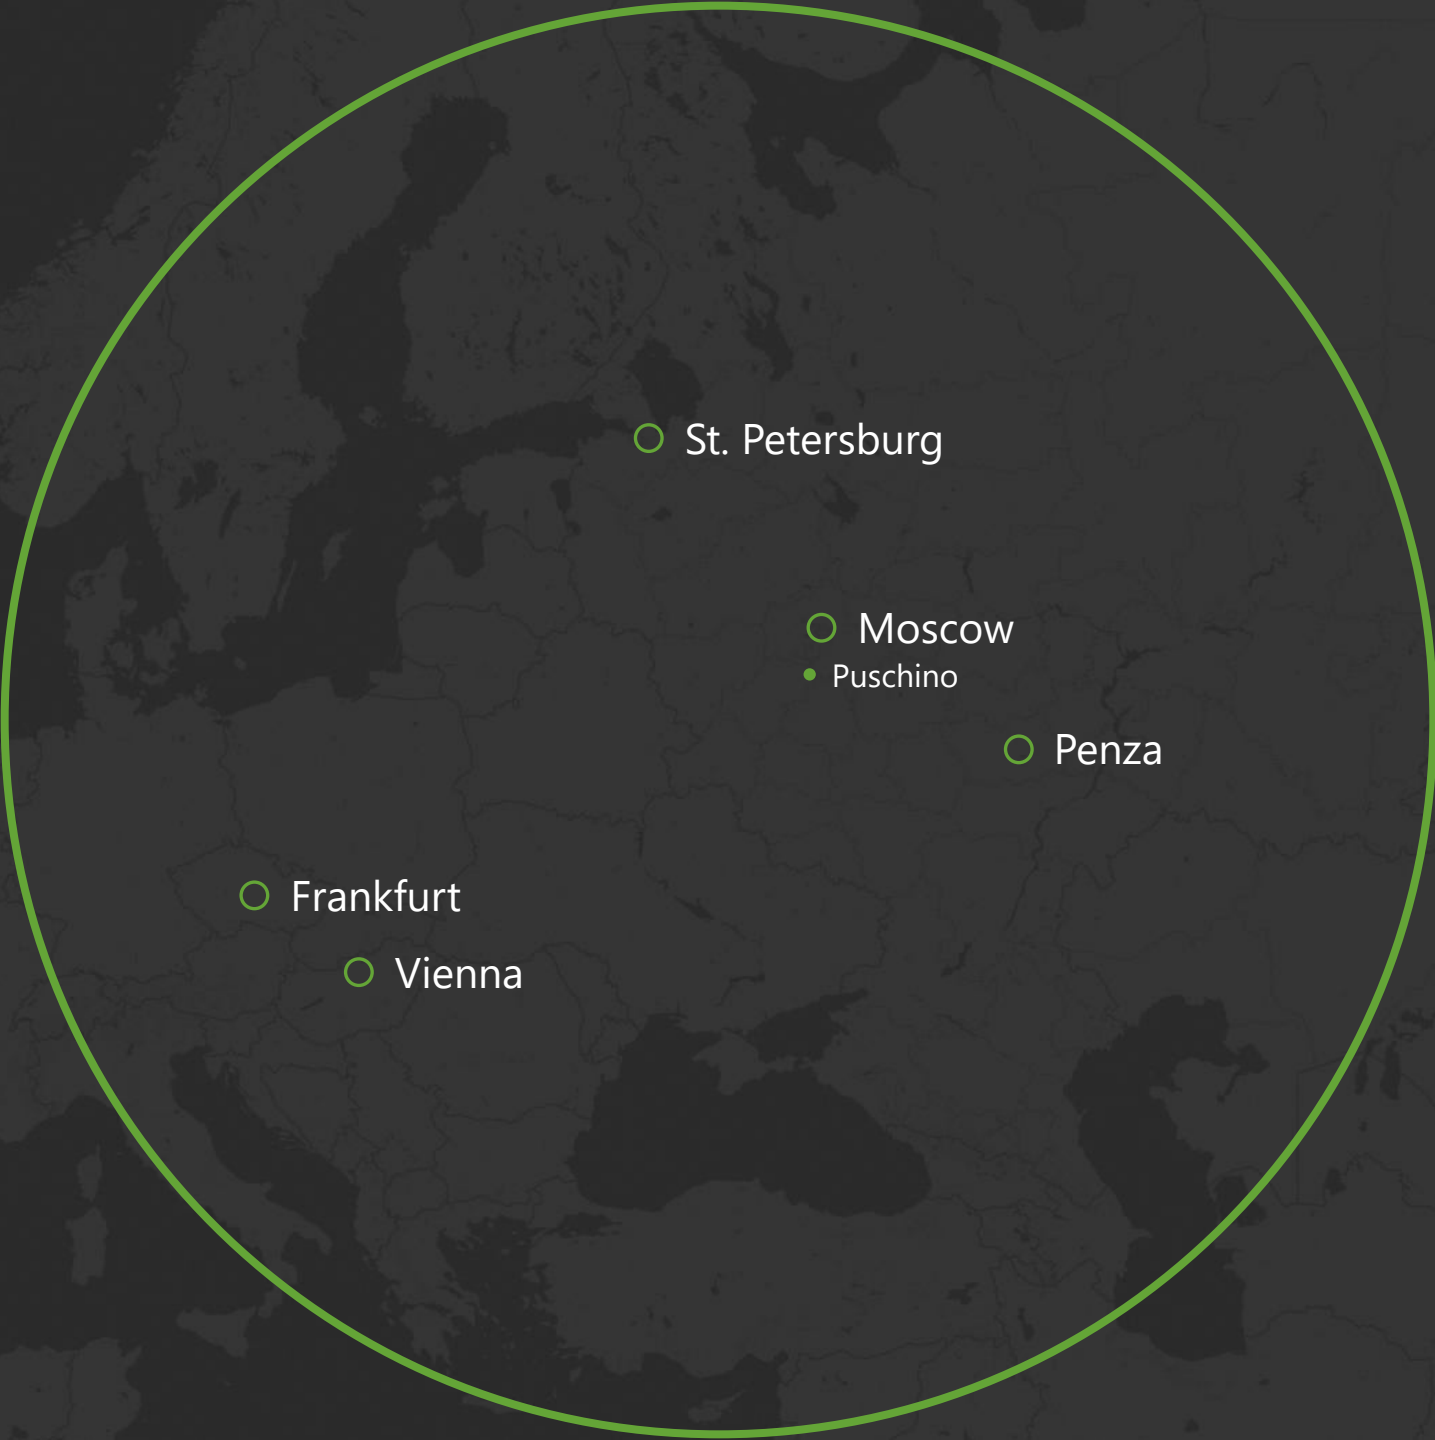 St. Petersburg
Moscow
Puschino
Penza
Frankfurt
Vienna